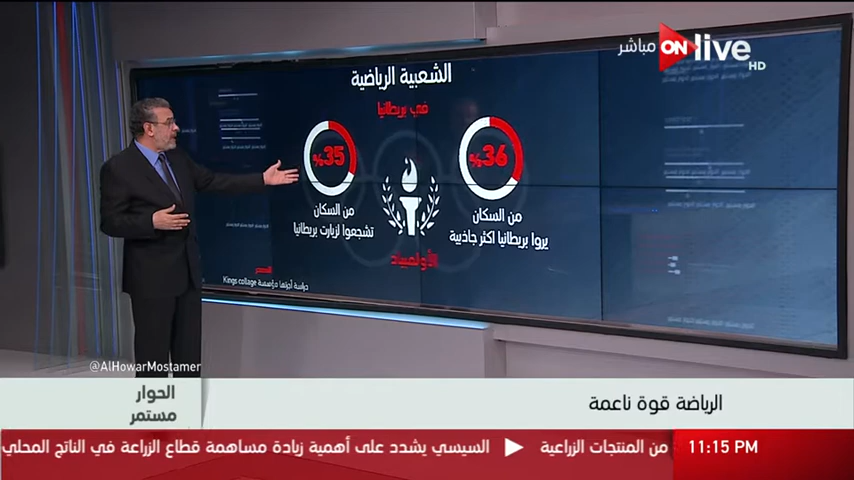 مباشر ON live
HD
الشعبية الرياضية
في بريطانيا
%36
%35
من السكان
يروا بريطانيا اكثر جاذبية
من السكان
تشجعوا لزيارت بريطانيا
الأولمبياد
المصدر
دراسة أجرتها مؤسسة Kings collage
@AlHowarMostamer
الرياضة قوة ناعمة
الحوار
مستمر
11:15 PM
من المنتجات الزراعية
السيسي يشدد على أهمية زيادة مساهمة قطاع الزراعة في الناتج المحلي